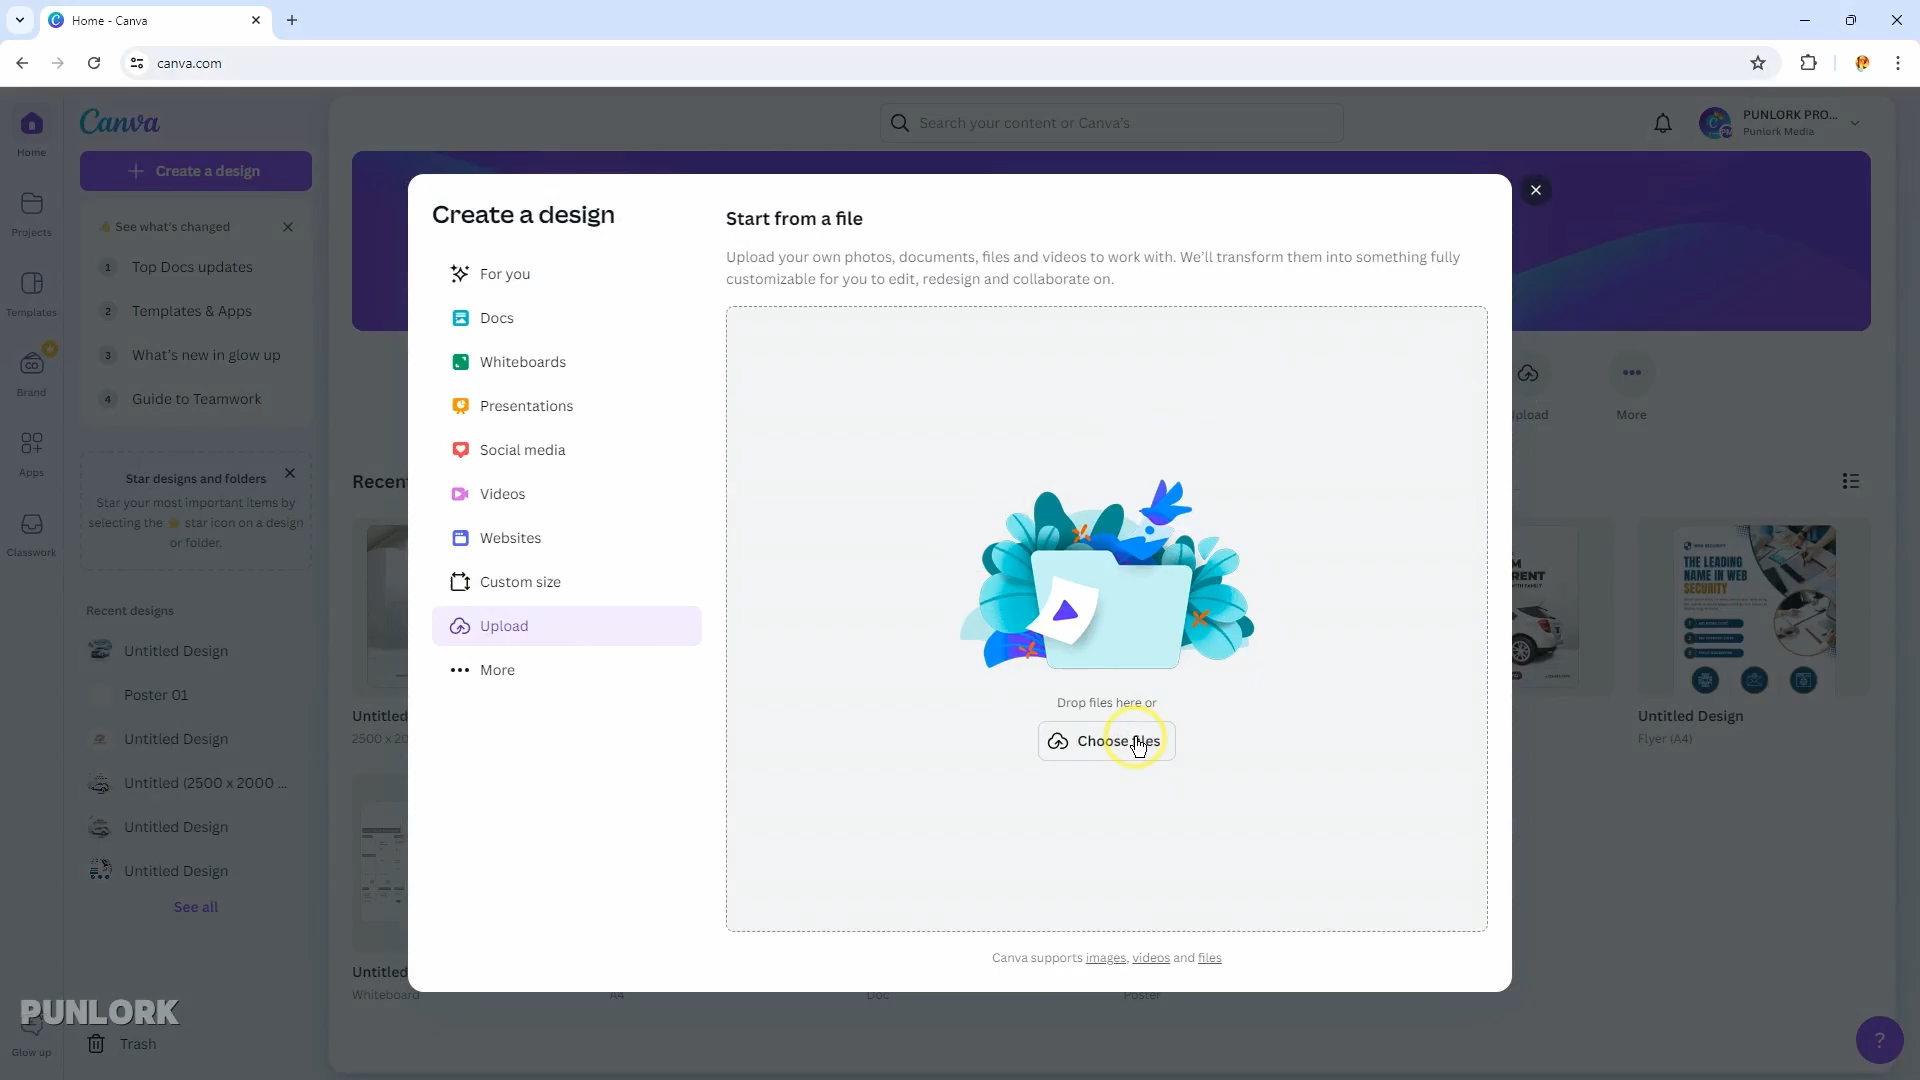 Home - Canva
canva.com
Canva
Search your content or Canva's
PUNLORK PRO...
Punlork Media
Home
Create a design
Projects
See what's changed
1 Top Docs updates
Templates
2 Templates & Apps
3 What's new in glow up
Brand
4 Guide to Teamwork
Apps
Star designs and folders
Star your most important items by
selecting the ⭐ star icon on a design
or folder.
Classwork
Recent designs
Untitled Design
Poster 01
Untitled Design
Untitled (2500 x 2000 ...
Untitled Design
Untitled Design
See all
PUNLORK
Trash
Glow up
Create a design
For you
Docs
Whiteboards
Presentations
Social media
Videos
Websites
Custom size
Upload
More
Start from a file
Upload your own photos, documents, files and videos to work with. We'll transform them into something fully
customizable for you to edit, redesign and collaborate on.
Drop files here or
Choose files
Canva supports images, videos and files
More
THE LEADING
NAME IN WEB
SECURITY
Untitled Design
Flyer (A4)
Untitled
Untitled
Whiteboard
A4
Doc
Poster
?